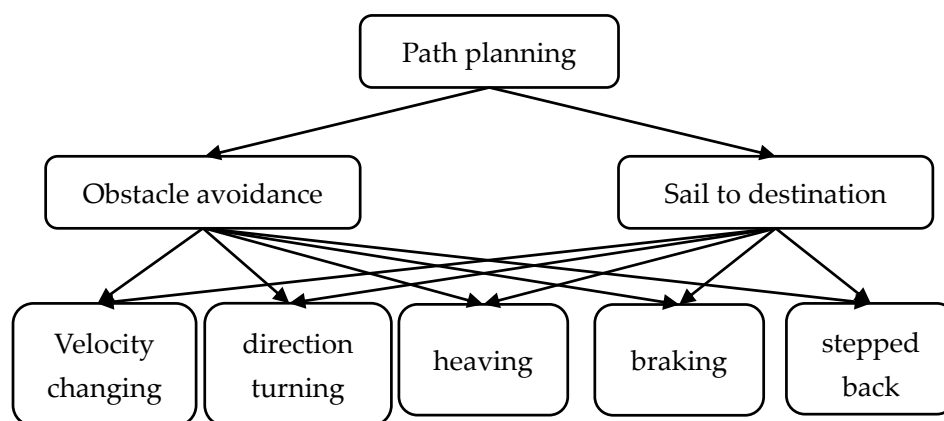 Path planning
Obstacle avoidance
Sail to destination
Velocity
changing
direction
turning
heaving
braking
stepped
back